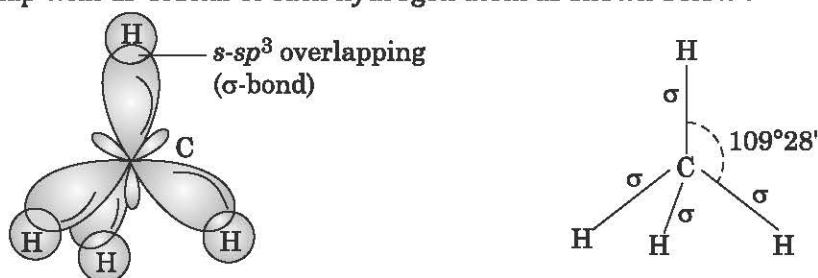 H
s-sp³ overlapping
(σ-bond)
C
H
H
H
H
σ
109°28'
C
σ
σ
σ
H
H
H